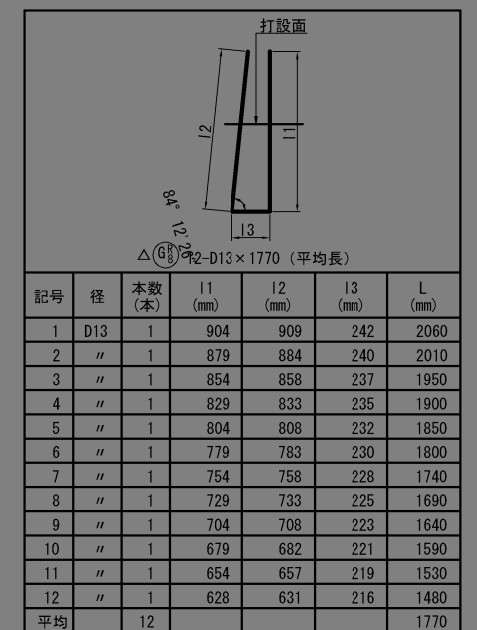 打設面
l2
l1
84° 12' 26"
l3
△ G R 8 12-D13×1770 (平均長)
記号 径 本数(本) l1(mm) l2(mm) l3(mm) L(mm)
1 D13 1 904 909 242 2060
2 〃 1 879 884 240 2010
3 〃 1 854 858 237 1950
4 〃 1 829 833 235 1900
5 〃 1 804 808 232 1850
6 〃 1 779 783 230 1800
7 〃 1 754 758 228 1740
8 〃 1 729 733 225 1690
9 〃 1 704 708 223 1640
10 〃 1 679 682 221 1590
11 〃 1 654 657 219 1530
12 〃 1 628 631 216 1480
平均 12 1770